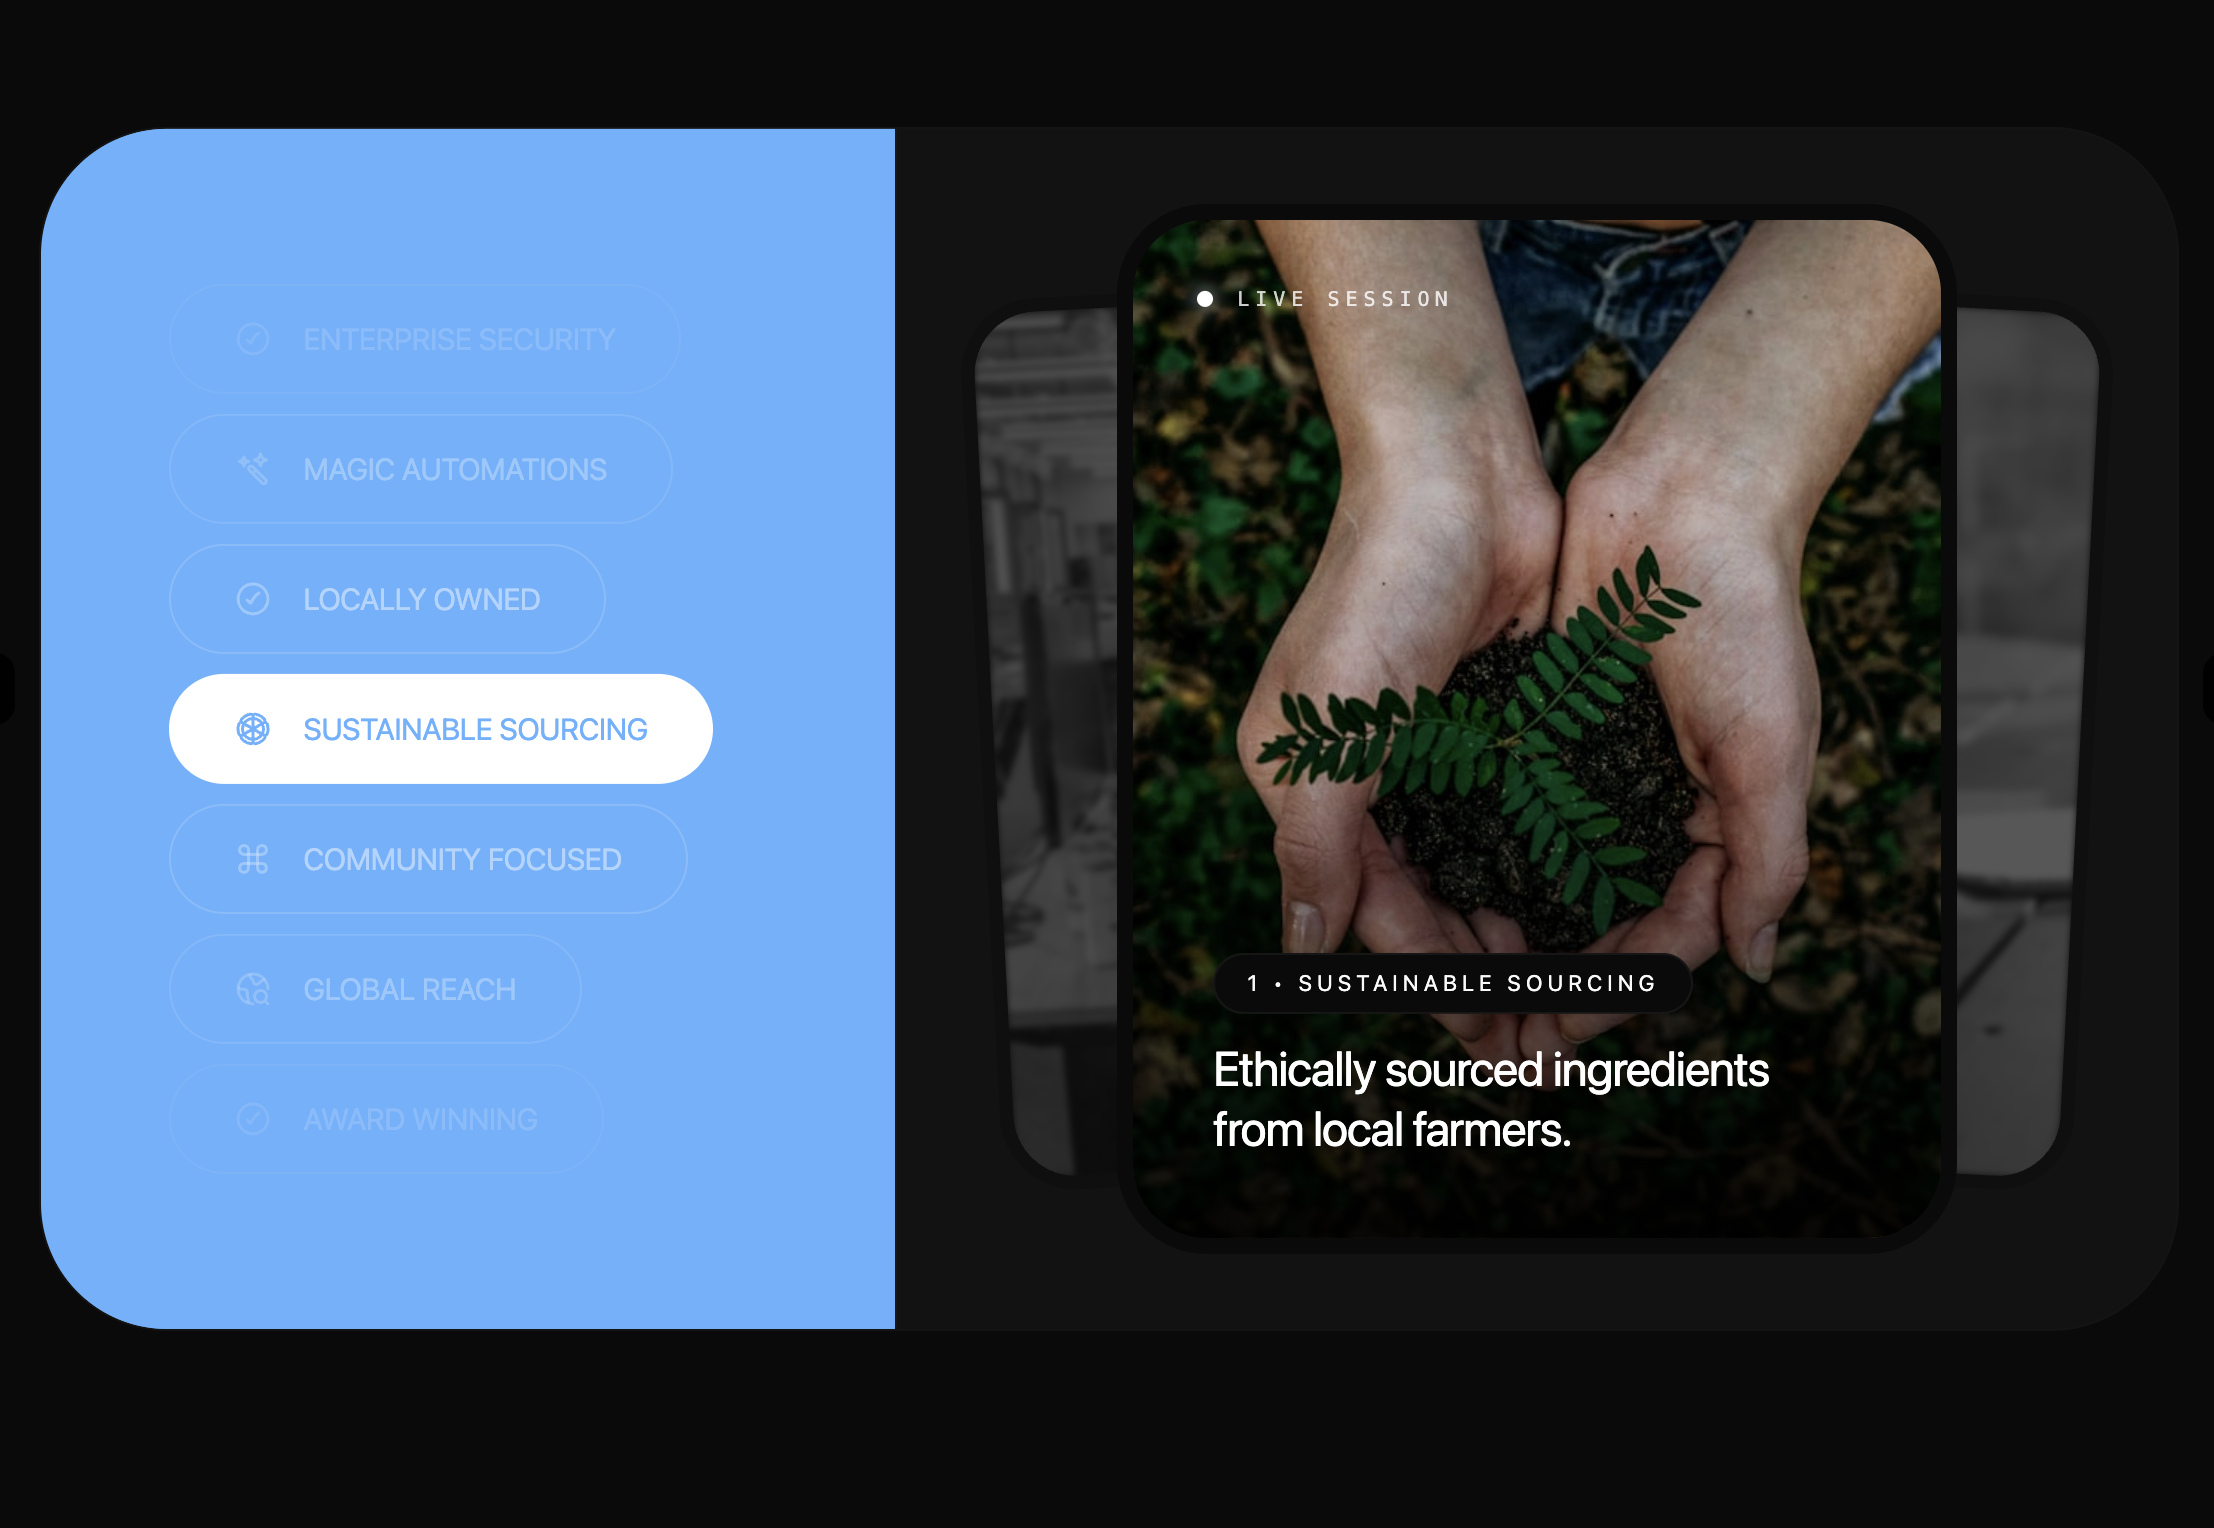 ENTERPRISE SECURITY
MAGIC AUTOMATIONS
LOCALLY OWNED
SUSTAINABLE SOURCING
COMMUNITY FOCUSED
GLOBAL REACH
AWARD WINNING
LIVE SESSION
1 • SUSTAINABLE SOURCING
Ethically sourced ingredients
from local farmers.